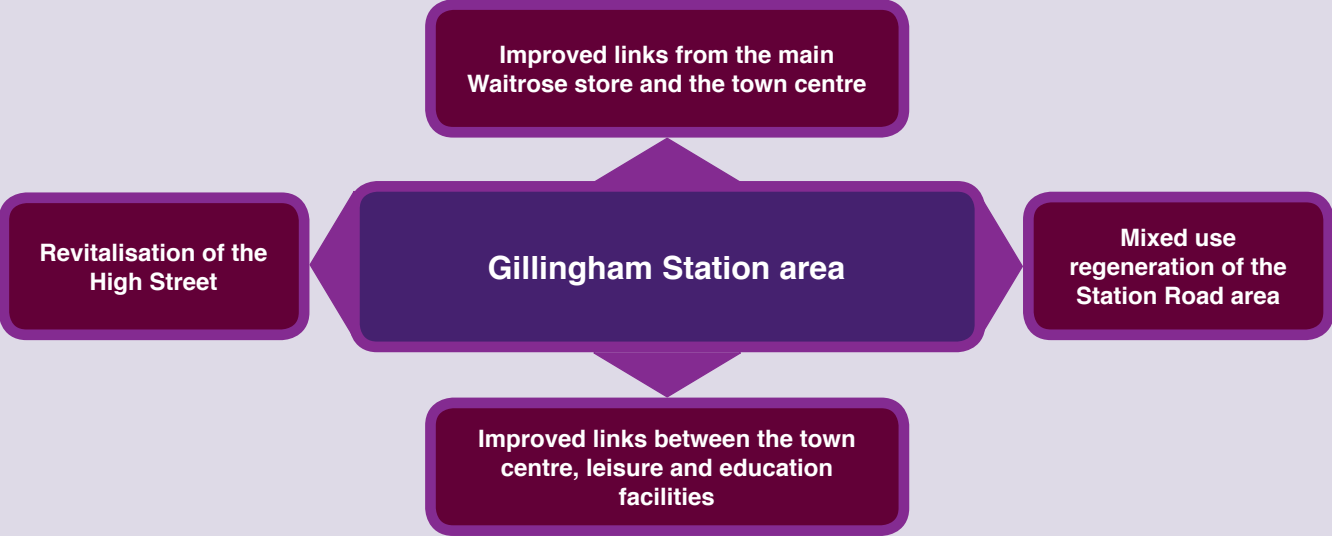 Improved links from the main
Waitrose store and the town centre
Revitalisation of the
High Street
Gillingham Station area
Mixed use
regeneration of the
Station Road area
Improved links between the town
centre, leisure and education
facilities